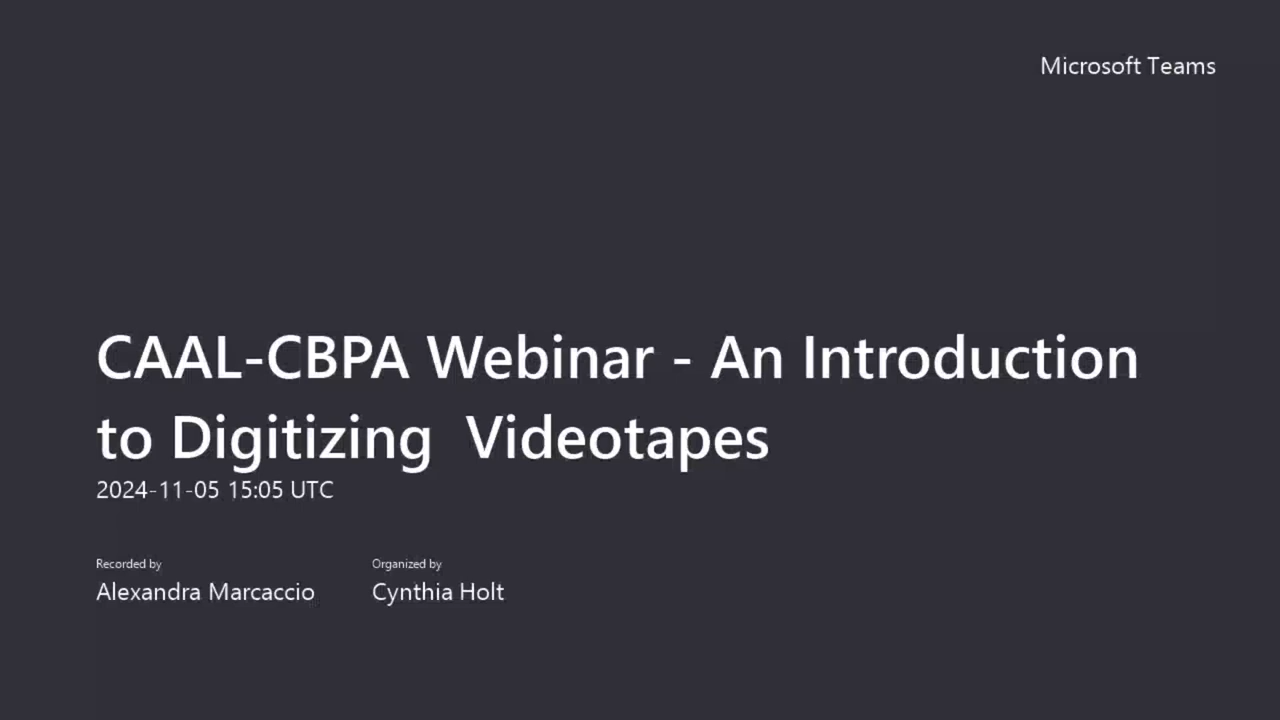 Microsoft Teams
CAAL-CBPA Webinar - An Introduction
to Digitizing  Videotapes
2024-11-05 15:05 UTC
Recorded by
Alexandra Marcaccio
Organized by
Cynthia Holt